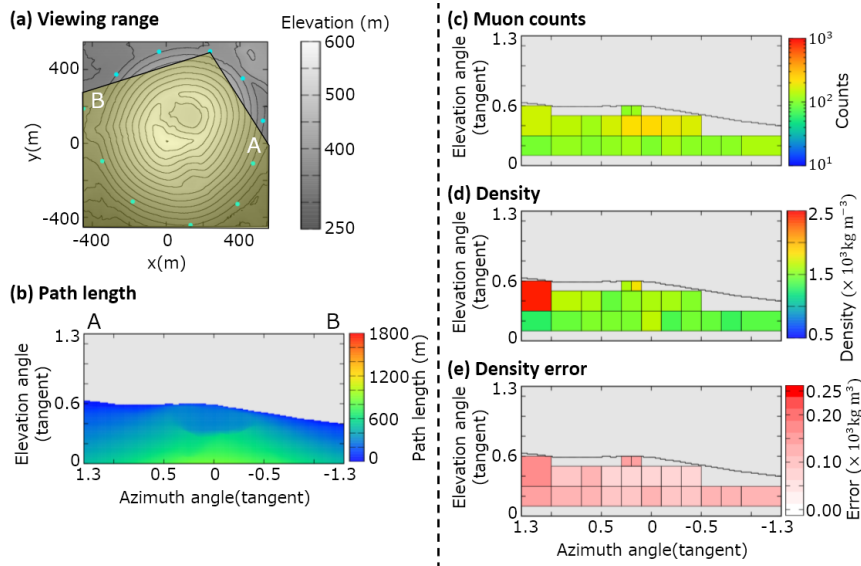 (a) Viewing range
Elevation (m)
400
0
-400
y(m)
-400
0
400
x(m)
B
A
600
500
400
300
250
(b) Path length
A
B
1.3
0.6
0
Elevation angle
(tangent)
1.3
0.5
0
-0.5
-1.3
Azimuth angle(tangent)
1800
1200
600
0
Path length (m)
(c) Muon counts
1.3
0.6
0
Elevation angle
(tangent)
10³
10²
10¹
Counts
(d) Density
1.3
0.6
0
Elevation angle
(tangent)
2.5
1.5
0.5
Density (× 10³kg m⁻³)
(e) Density error
1.3
0.6
0
Elevation angle
(tangent)
1.3
0.5
0
-0.5
-1.3
Azimuth angle(tangent)
0.25
0.20
0.10
0.00
Error (× 10³kg m³)